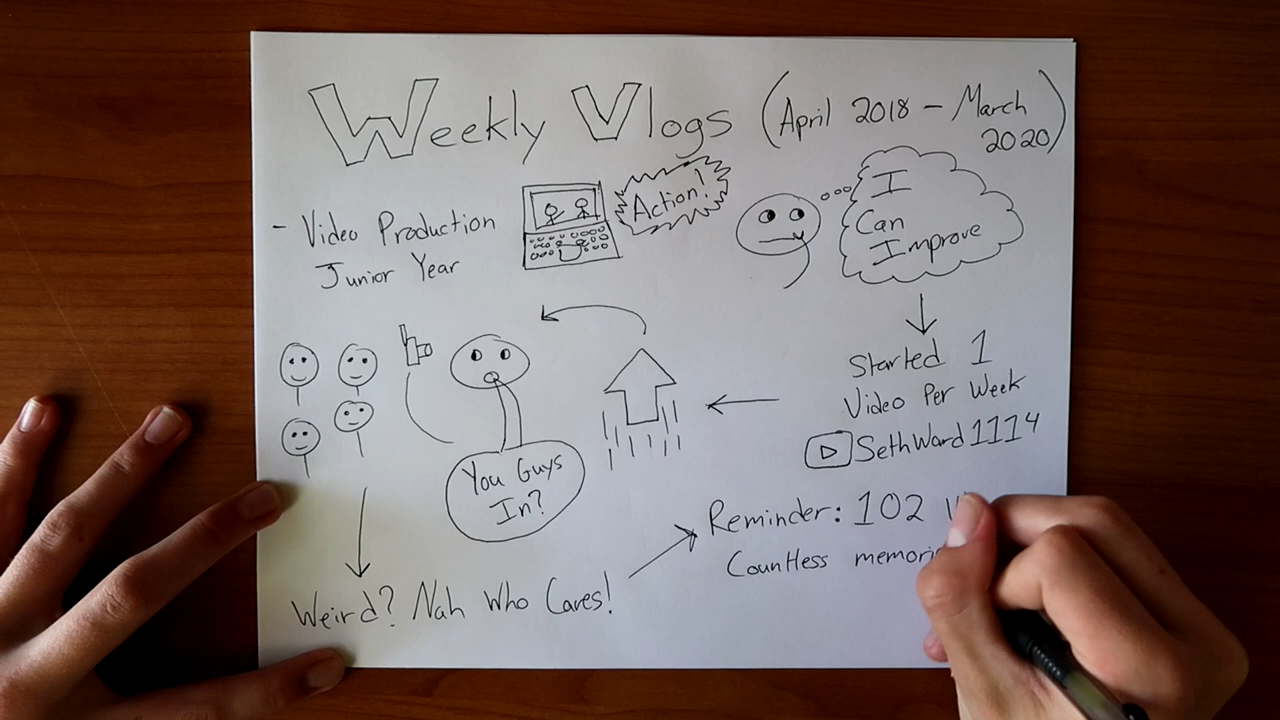 Weekly Vlogs (April 2018 - March
2020)
- Video Production
Junior Year
Action!
I
Can
Improve
Started 1
Video Per Week
SethWard1114
You Guys
In?
Weird? Nah Who Cares!
Reminder: 102
Countless